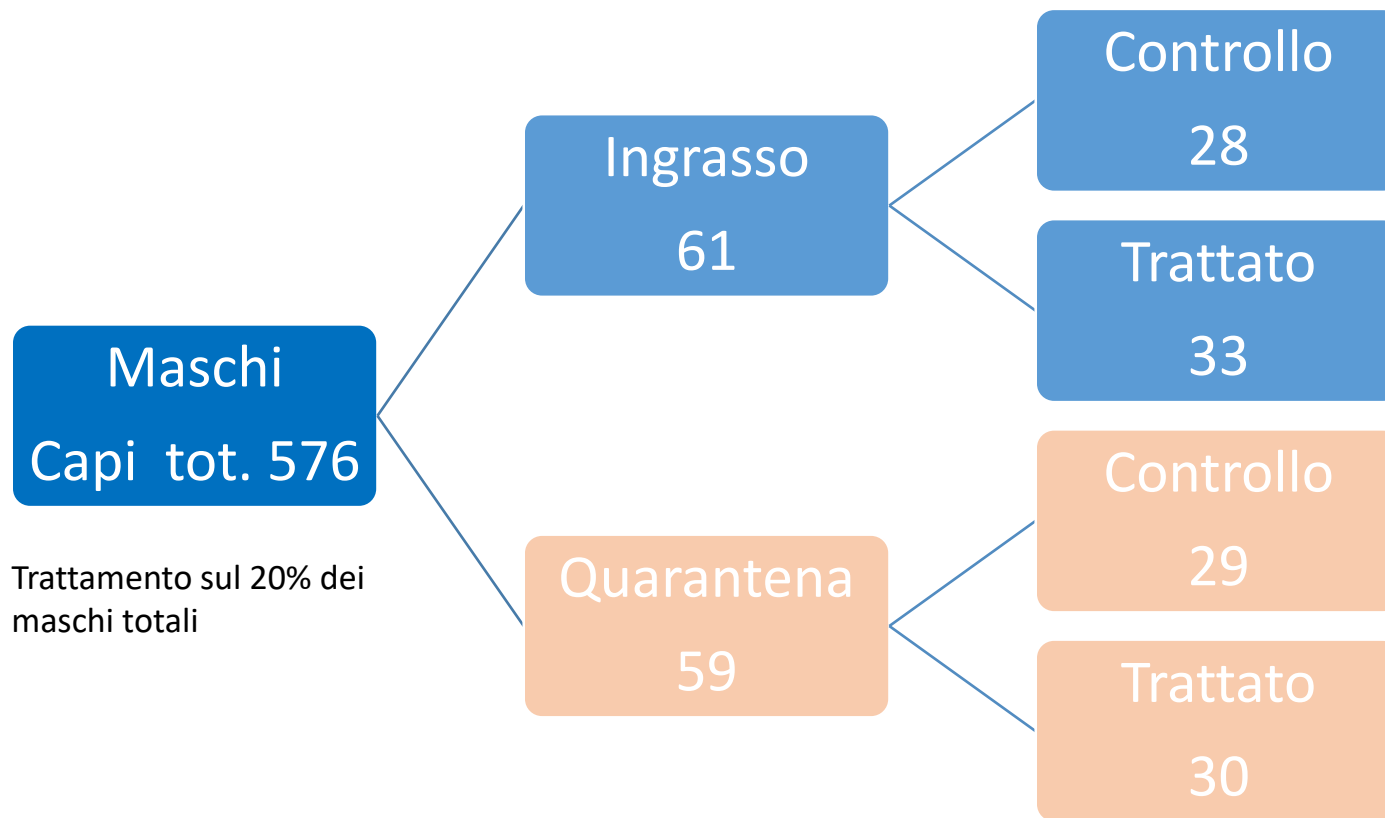 Maschi
Capi  tot. 576
Trattamento sul 20% dei
maschi totali
Ingrasso
61
Controllo
28
Trattato
33
Quarantena
59
Controllo
29
Trattato
30